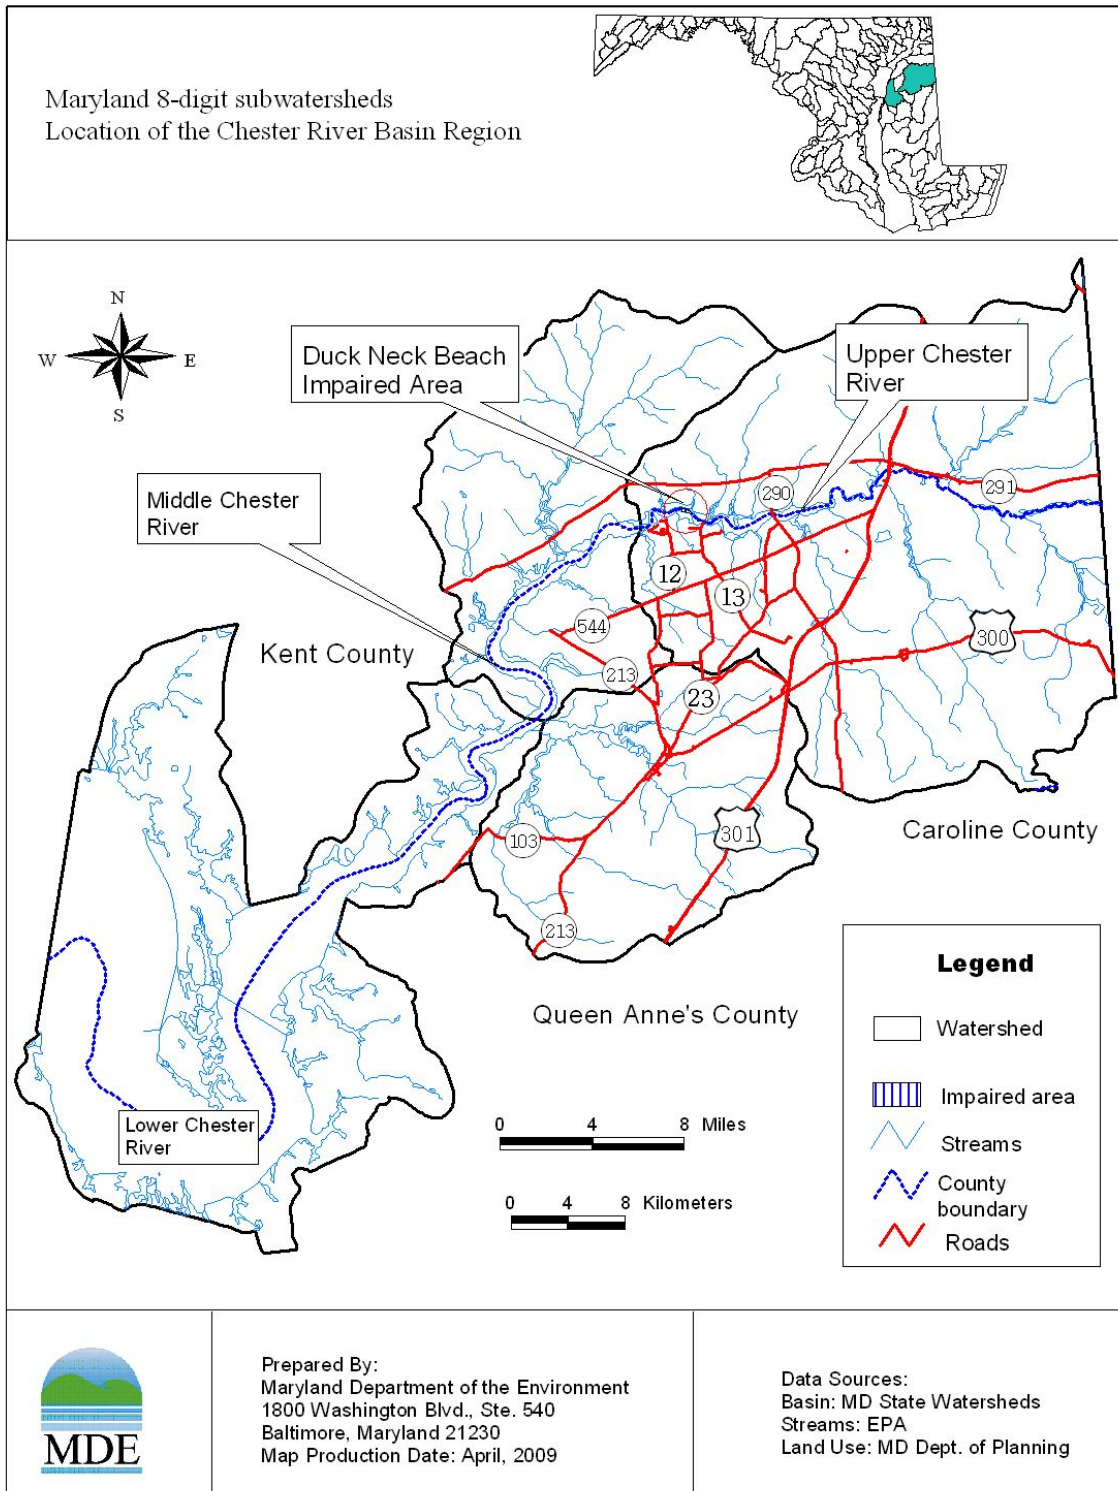 Maryland 8-digit subwatersheds
Location of the Chester River Basin Region
N
W
E
S
Duck Neck Beach
Impaired Area
Upper Chester
River
Middle Chester
River
290
291
12
13
544
300
Kent County
213
23
301
103
Caroline County
213
Queen Anne's County
Lower Chester
River
Legend
Watershed
Impaired area
Streams
County
boundary
Roads
0 4 8 Miles
0 4 8 Kilometers
MDE
Prepared By:
Maryland Department of the Environment
1800 Washington Blvd., Ste. 540
Baltimore, Maryland 21230
Map Production Date: April, 2009
Data Sources:
Basin: MD State Watersheds
Streams: EPA
Land Use: MD Dept. of Planning